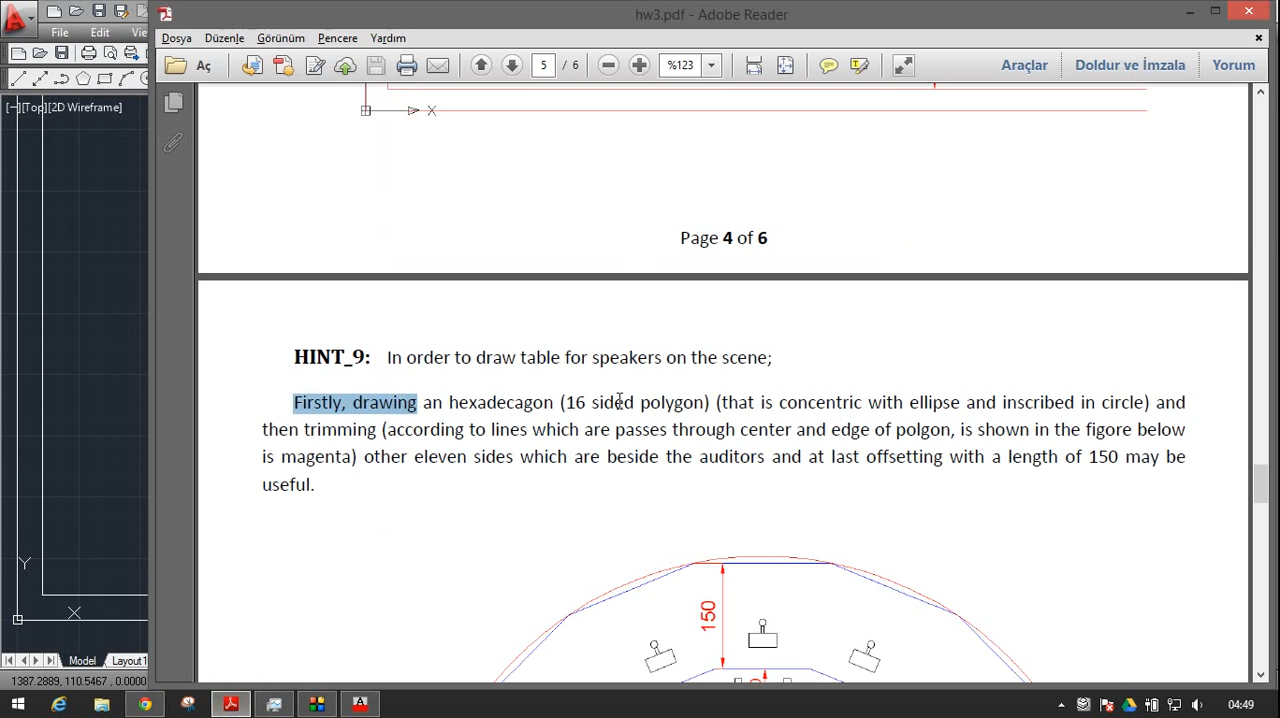 hw3.pdf - Adobe Reader
File Edit Vi
Dosya Düzenle Görünüm Pencere Yardım
Aç 5 / 6 %123 Araçlar Doldur ve İmzala Yorum
[−][Top][2D Wireframe]
X
Page 4 of 6
HINT_9: In order to draw table for speakers on the scene;
Firstly, drawing an hexadecagon (16 sided polygon) (that is concentric with ellipse and inscribed in circle) and
then trimming (according to lines which are passes through center and edge of polgon, is shown in the figore below
is magenta) other eleven sides which are beside the auditors and at last offsetting with a length of 150 may be
useful.
150
Y
X
Model Layout1
1387.2889, 110.5467, 0.0000
04:49